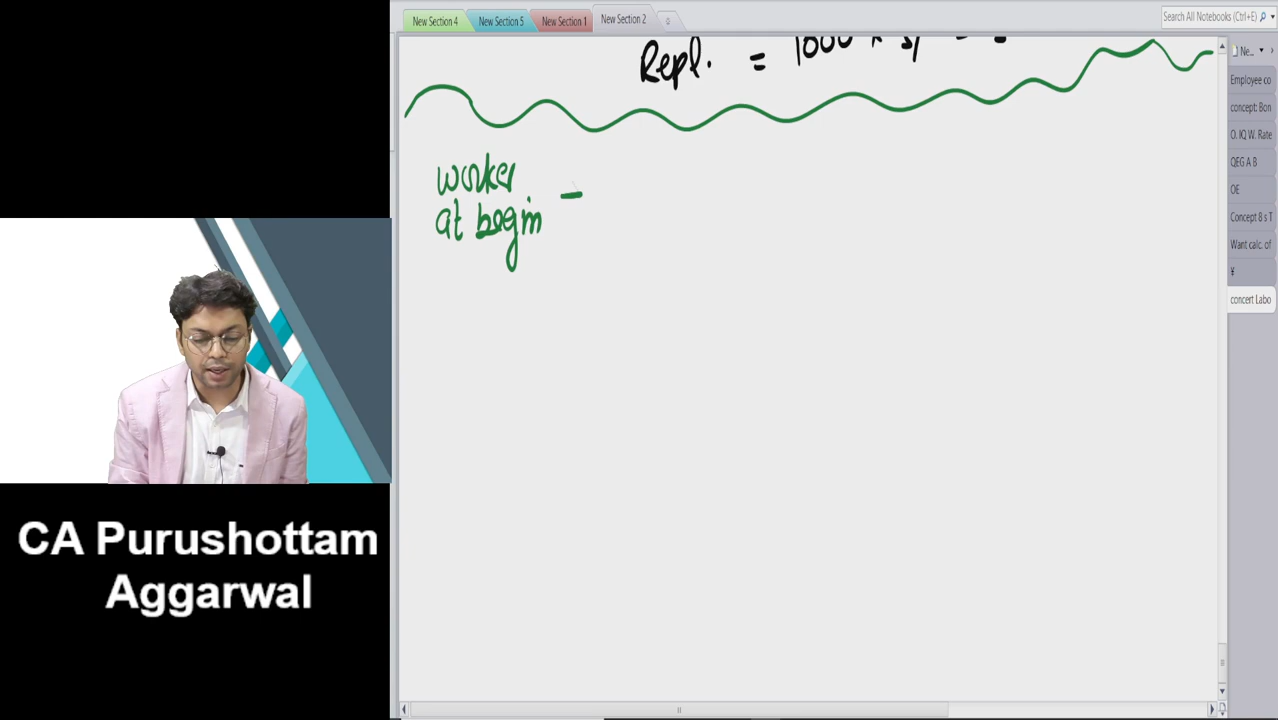 New Section 4
New Section 5
New Section 1
New Section 2
Search All Notebooks (Ctrl+E)
Repl. = 1000 ×
worker
at begin -
Ne...
Employee co
concept: Bon
O. IQ W. Rate
QEG A B
OE
Concept 8 s T
Want calc. of
¥
concert Labo
CA Purushottam
Aggarwal